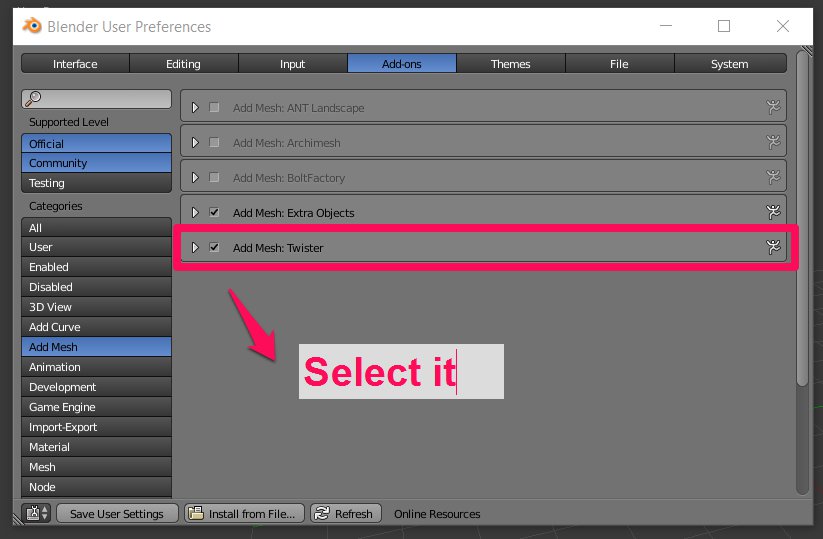 Blender User Preferences
Interface Editing Input Add-ons Themes File System
Supported Level
Official
Community
Testing
Categories
All
User
Enabled
Disabled
3D View
Add Curve
Add Mesh
Animation
Development
Game Engine
Import-Export
Material
Mesh
Node
Add Mesh: ANT Landscape
Add Mesh: Archimesh
Add Mesh: BoltFactory
Add Mesh: Extra Objects
Add Mesh: Twister
Select it
Save User Settings Install from File... Refresh Online Resources